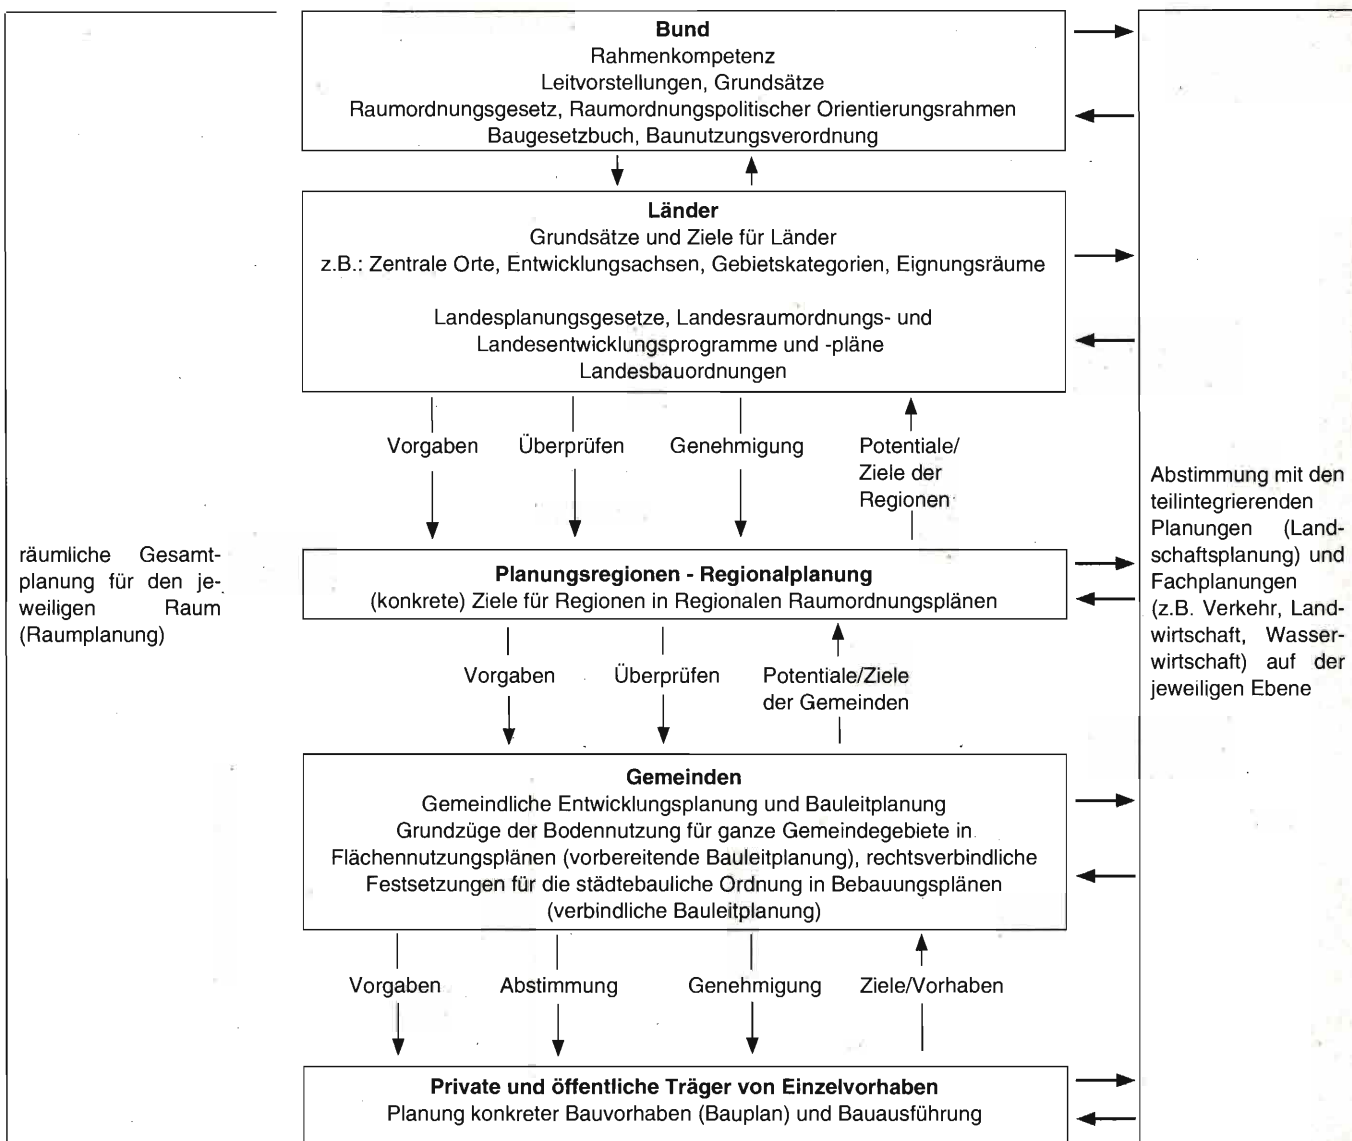 Bund
Rahmenkompetenz
Leitvorstellungen, Grundsätze
Raumordnungsgesetz, Raumordnungspolitischer Orientierungsrahmen
Baugesetzbuch, Baunutzungsverordnung
Länder
Grundsätze und Ziele für Länder
z.B.: Zentrale Orte, Entwicklungsachsen, Gebietskategorien, Eignungsräume
Landesplanungsgesetze, Landesraumordnungs- und
Landesentwicklungsprogramme und -pläne
Landesbauordnungen
Vorgaben
Überprüfen
Genehmigung
Potentiale/
Ziele der
Regionen
räumliche Gesamt-
planung für den je-
weiligen Raum
(Raumplanung)
Planungsregionen - Regionalplanung
(konkrete) Ziele für Regionen in Regionalen Raumordnungsplänen
Abstimmung mit den
teilintegrierenden
Planungen (Land-
schaftsplanung) und
Fachplanungen
(z.B. Verkehr, Land-
wirtschaft, Wasser-
wirtschaft) auf der
jeweiligen Ebene
Vorgaben
Überprüfen
Potentiale/Ziele
der Gemeinden
Gemeinden
Gemeindliche Entwicklungsplanung und Bauleitplanung
Grundzüge der Bodennutzung für ganze Gemeindegebiete in
Flächennutzungsplänen (vorbereitende Bauleitplanung), rechtsverbindliche
Festsetzungen für die städtebauliche Ordnung in Bebauungsplänen
(verbindliche Bauleitplanung)
Vorgaben
Abstimmung
Genehmigung
Ziele/Vorhaben
Private und öffentliche Träger von Einzelvorhaben
Planung konkreter Bauvorhaben (Bauplan) und Bauausführung